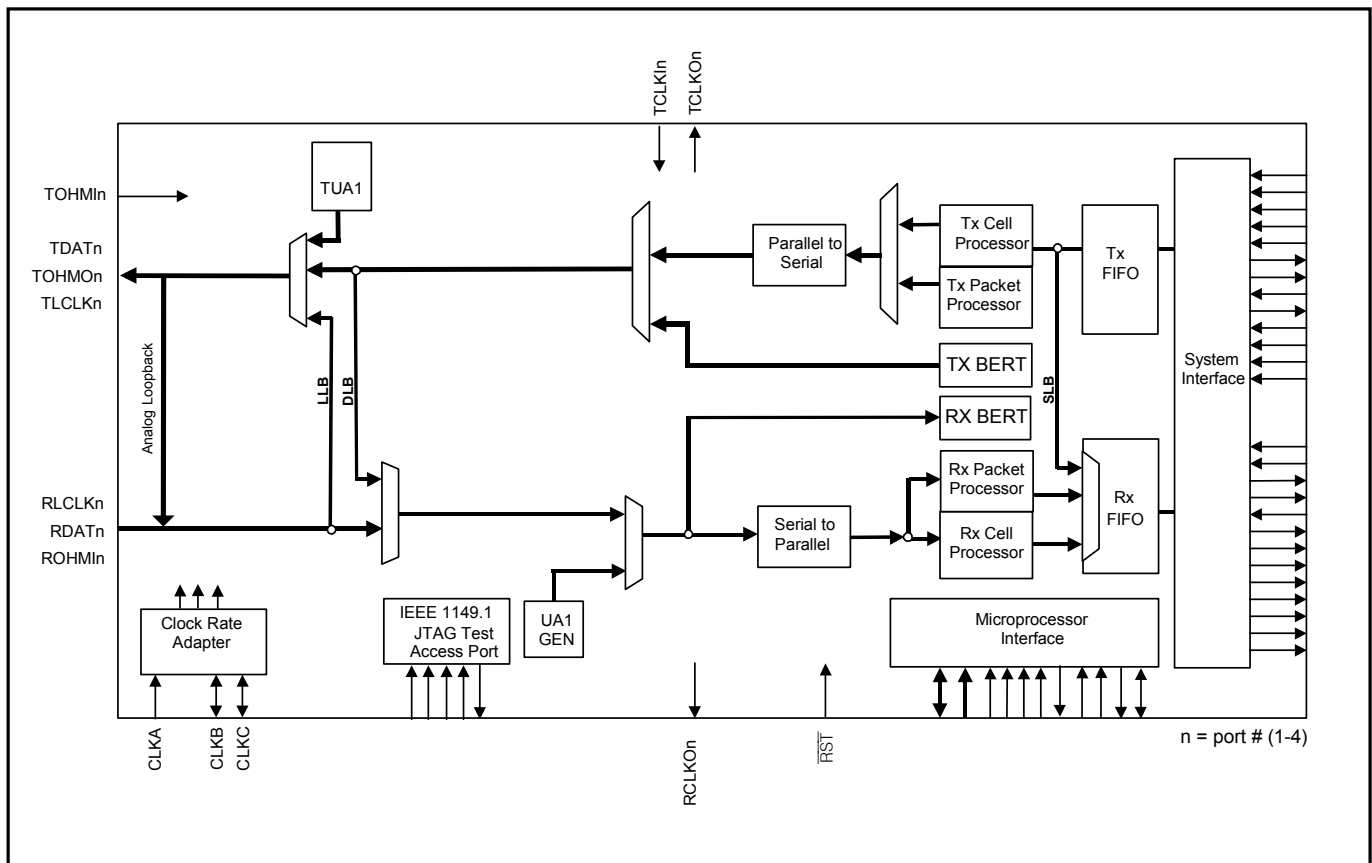 TCLKIn
TCLKOn
TOHMIn
TUA1
TDATn
TOHMOn
TLCLKn
Parallel to
Serial
Tx Cell
Processor
Tx Packet
Processor
Tx
FIFO
System
Interface
TX BERT
RX BERT
Analog Loopback
LLB
DLB
SLB
RLCLKn
RDATn
ROHMIn
Serial to
Parallel
Rx Packet
Processor
Rx Cell
Processor
Rx
FIFO
Clock Rate
Adapter
IEEE 1149.1
JTAG Test
Access Port
UA1
GEN
Microprocessor
Interface
CLKA
CLKB
CLKC
RCLKOn
RST
n = port # (1-4)